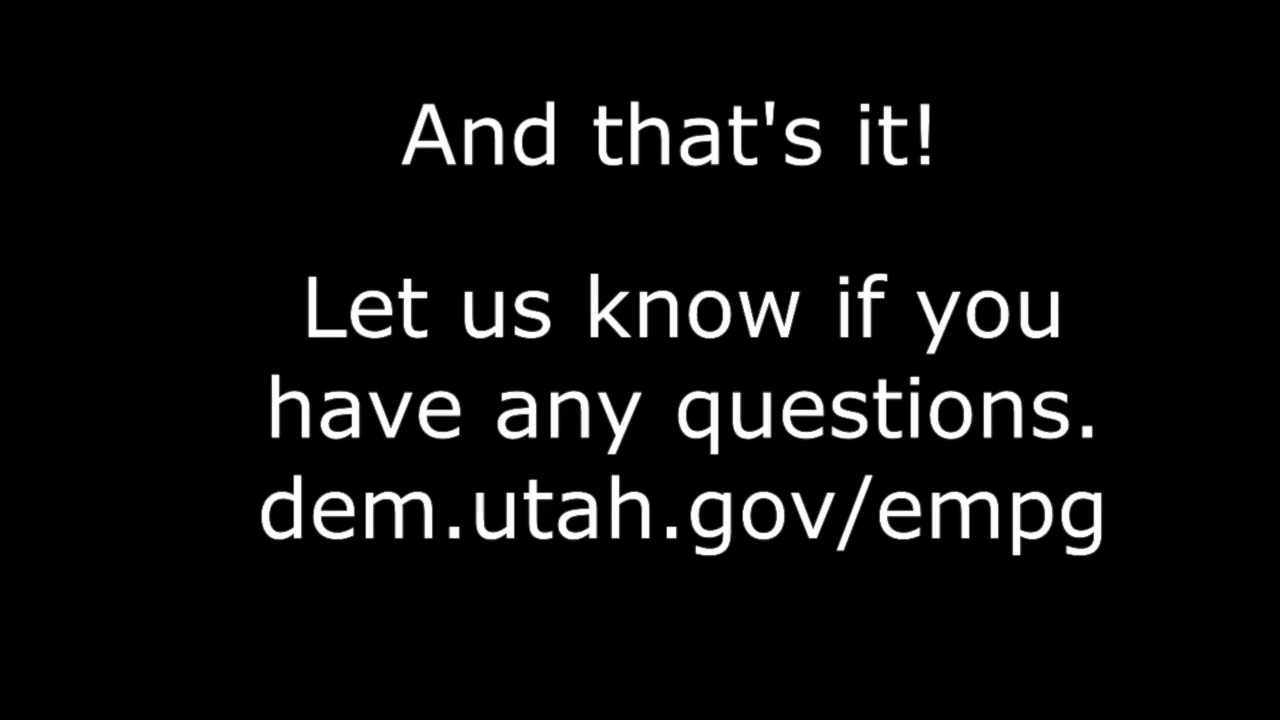 And that's it!
Let us know if you
have any questions.
dem.utah.gov/empg